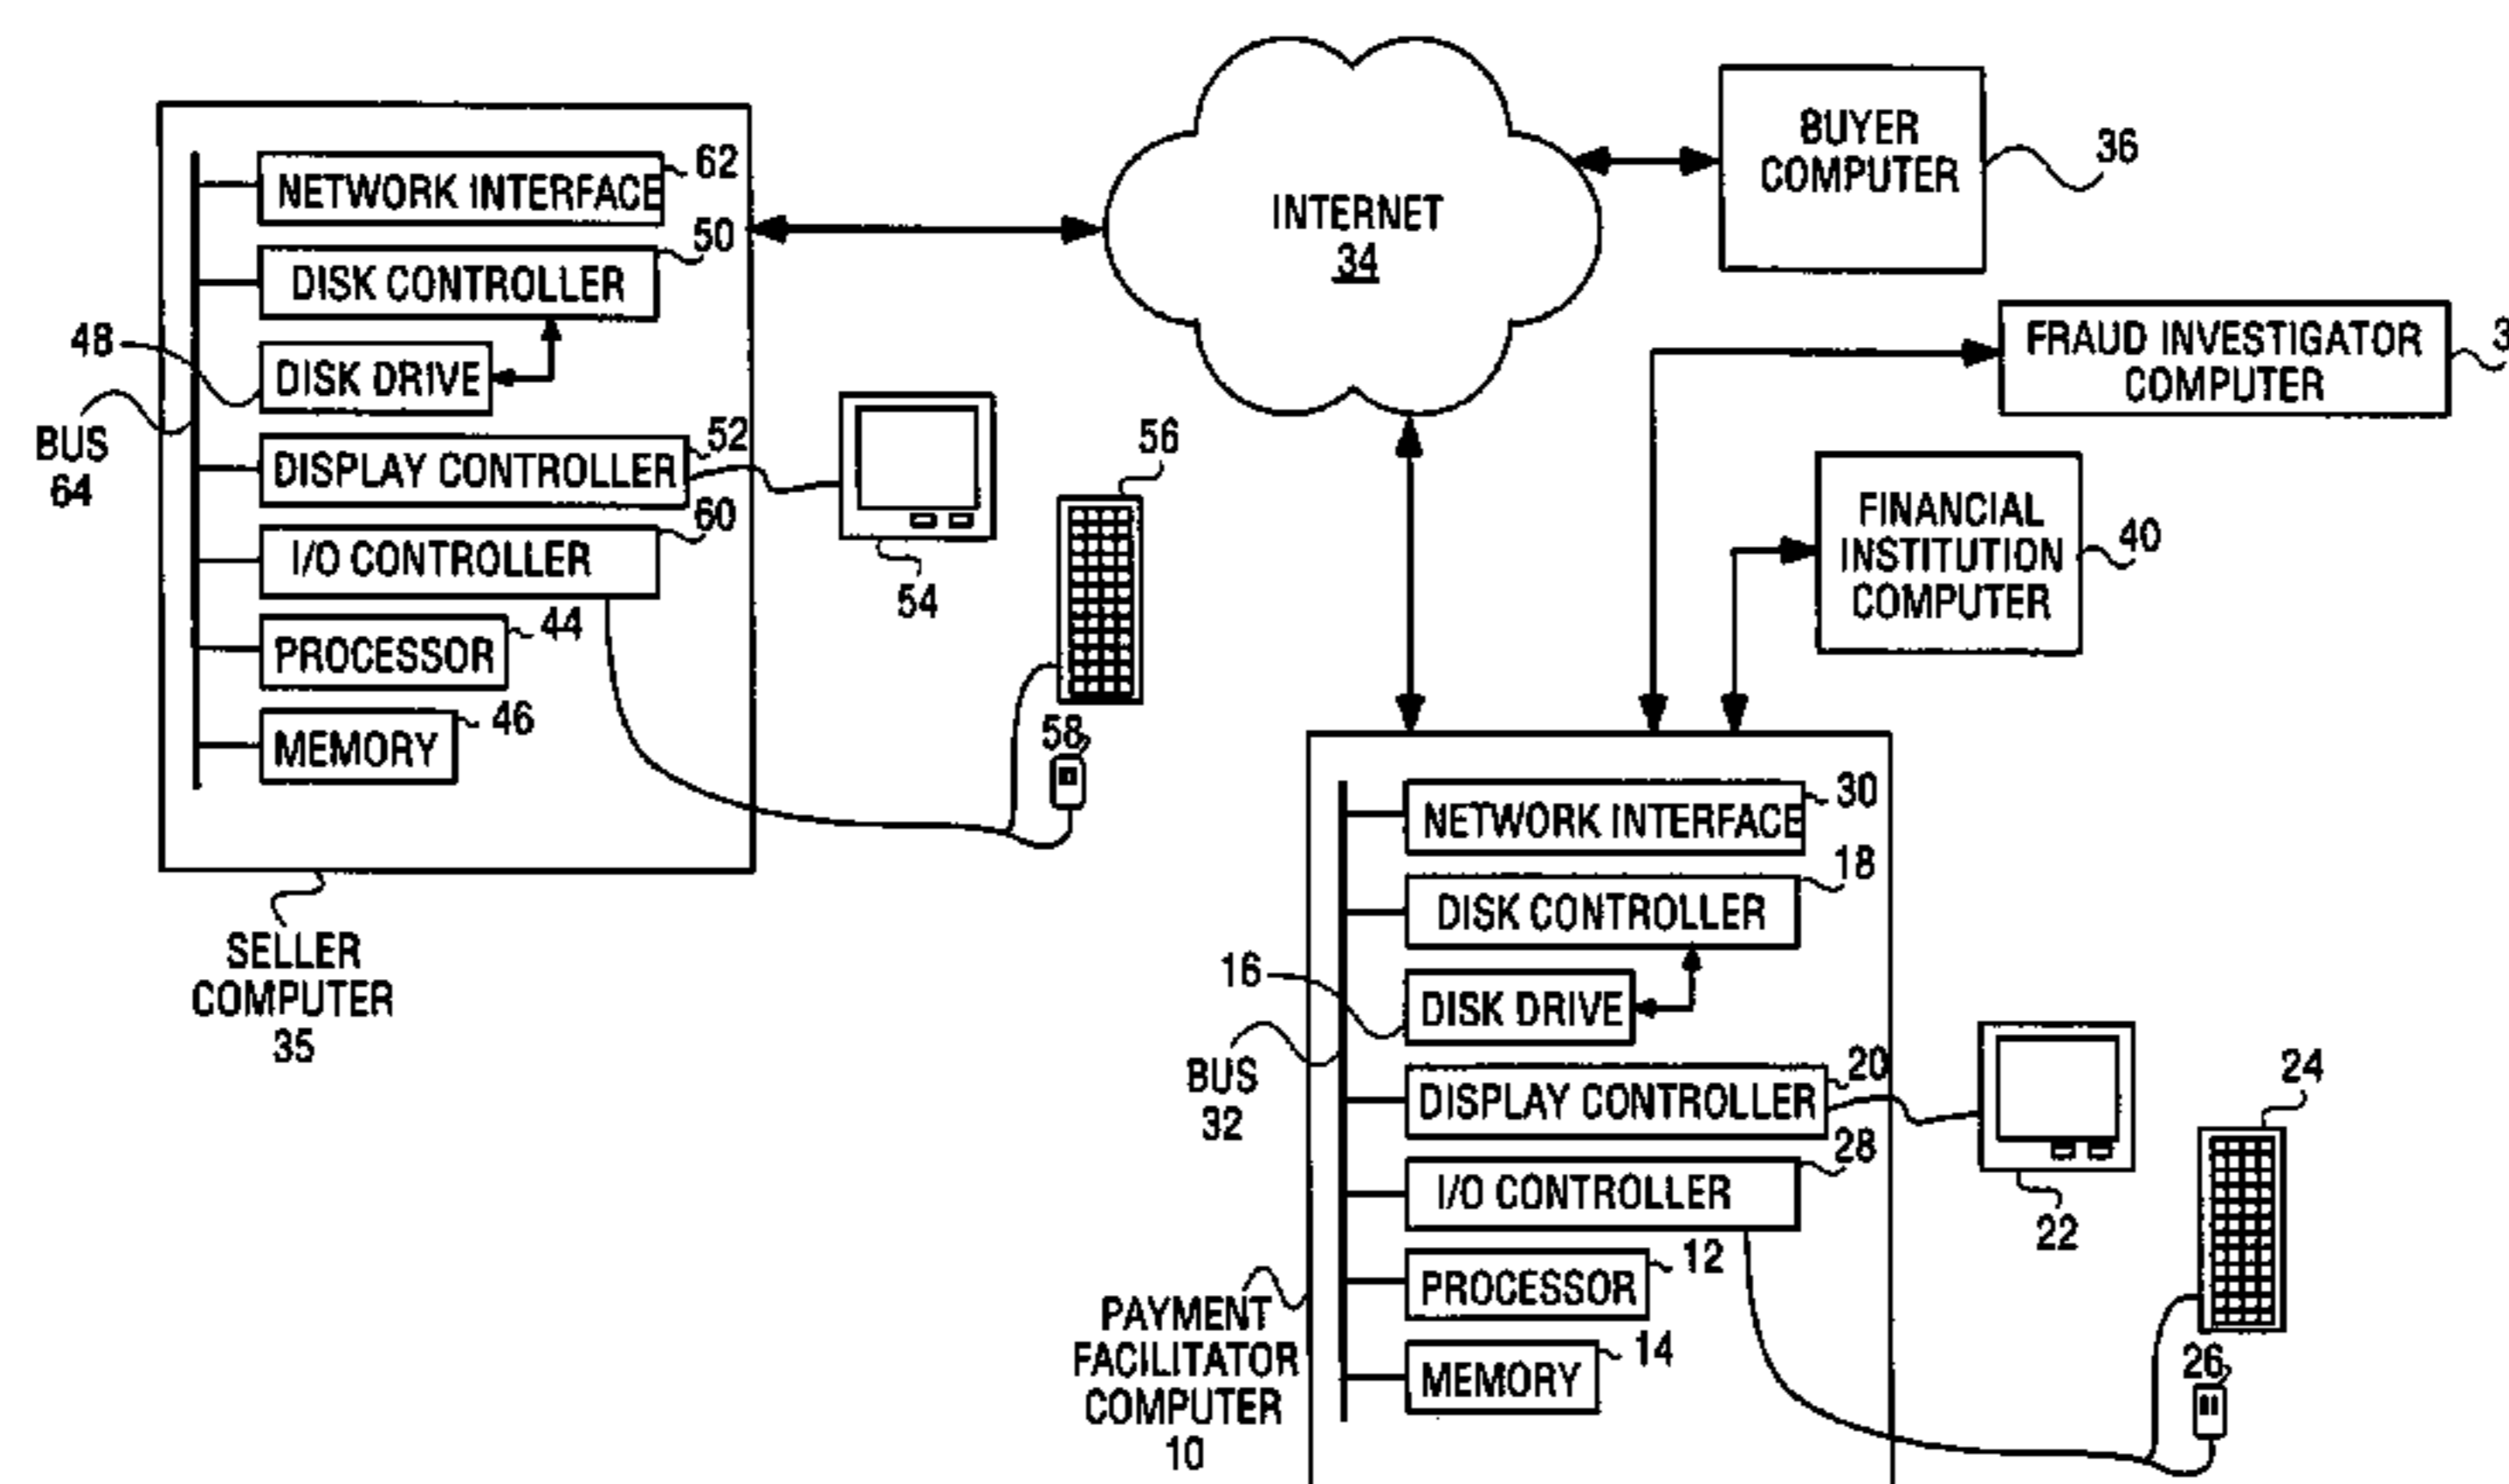 62
NETWORK INTERFACE
50
DISK CONTROLLER
48
DISK DRIVE
BUS
64
52
DISPLAY CONTROLLER
60
I/O CONTROLLER
44
PROCESSOR
46
MEMORY
54
56
58
SELLER
COMPUTER
35
INTERNET
34
BUYER
COMPUTER
36
FRAUD INVESTIGATOR
COMPUTER
FINANCIAL
INSTITUTION
COMPUTER
40
30
NETWORK INTERFACE
18
DISK CONTROLLER
16
DISK DRIVE
BUS
32
20
DISPLAY CONTROLLER
28
I/O CONTROLLER
12
PROCESSOR
14
MEMORY
PAYMENT
FACILITATOR
COMPUTER
10
22
24
26